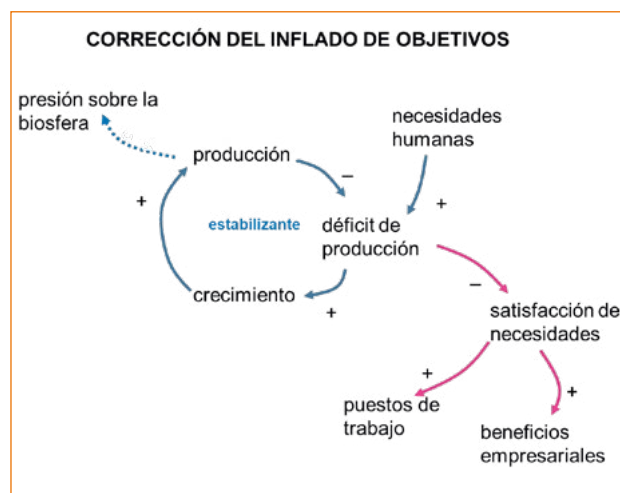 CORRECCIÓN DEL INFLADO DE OBJETIVOS
presión sobre la
biosfera
necesidades
humanas
producción
–
+
+
estabilizante
déficit de
producción
crecimiento
+
–
satisfacción de
necesidades
+
+
puestos de
trabajo
beneficios
empresariales